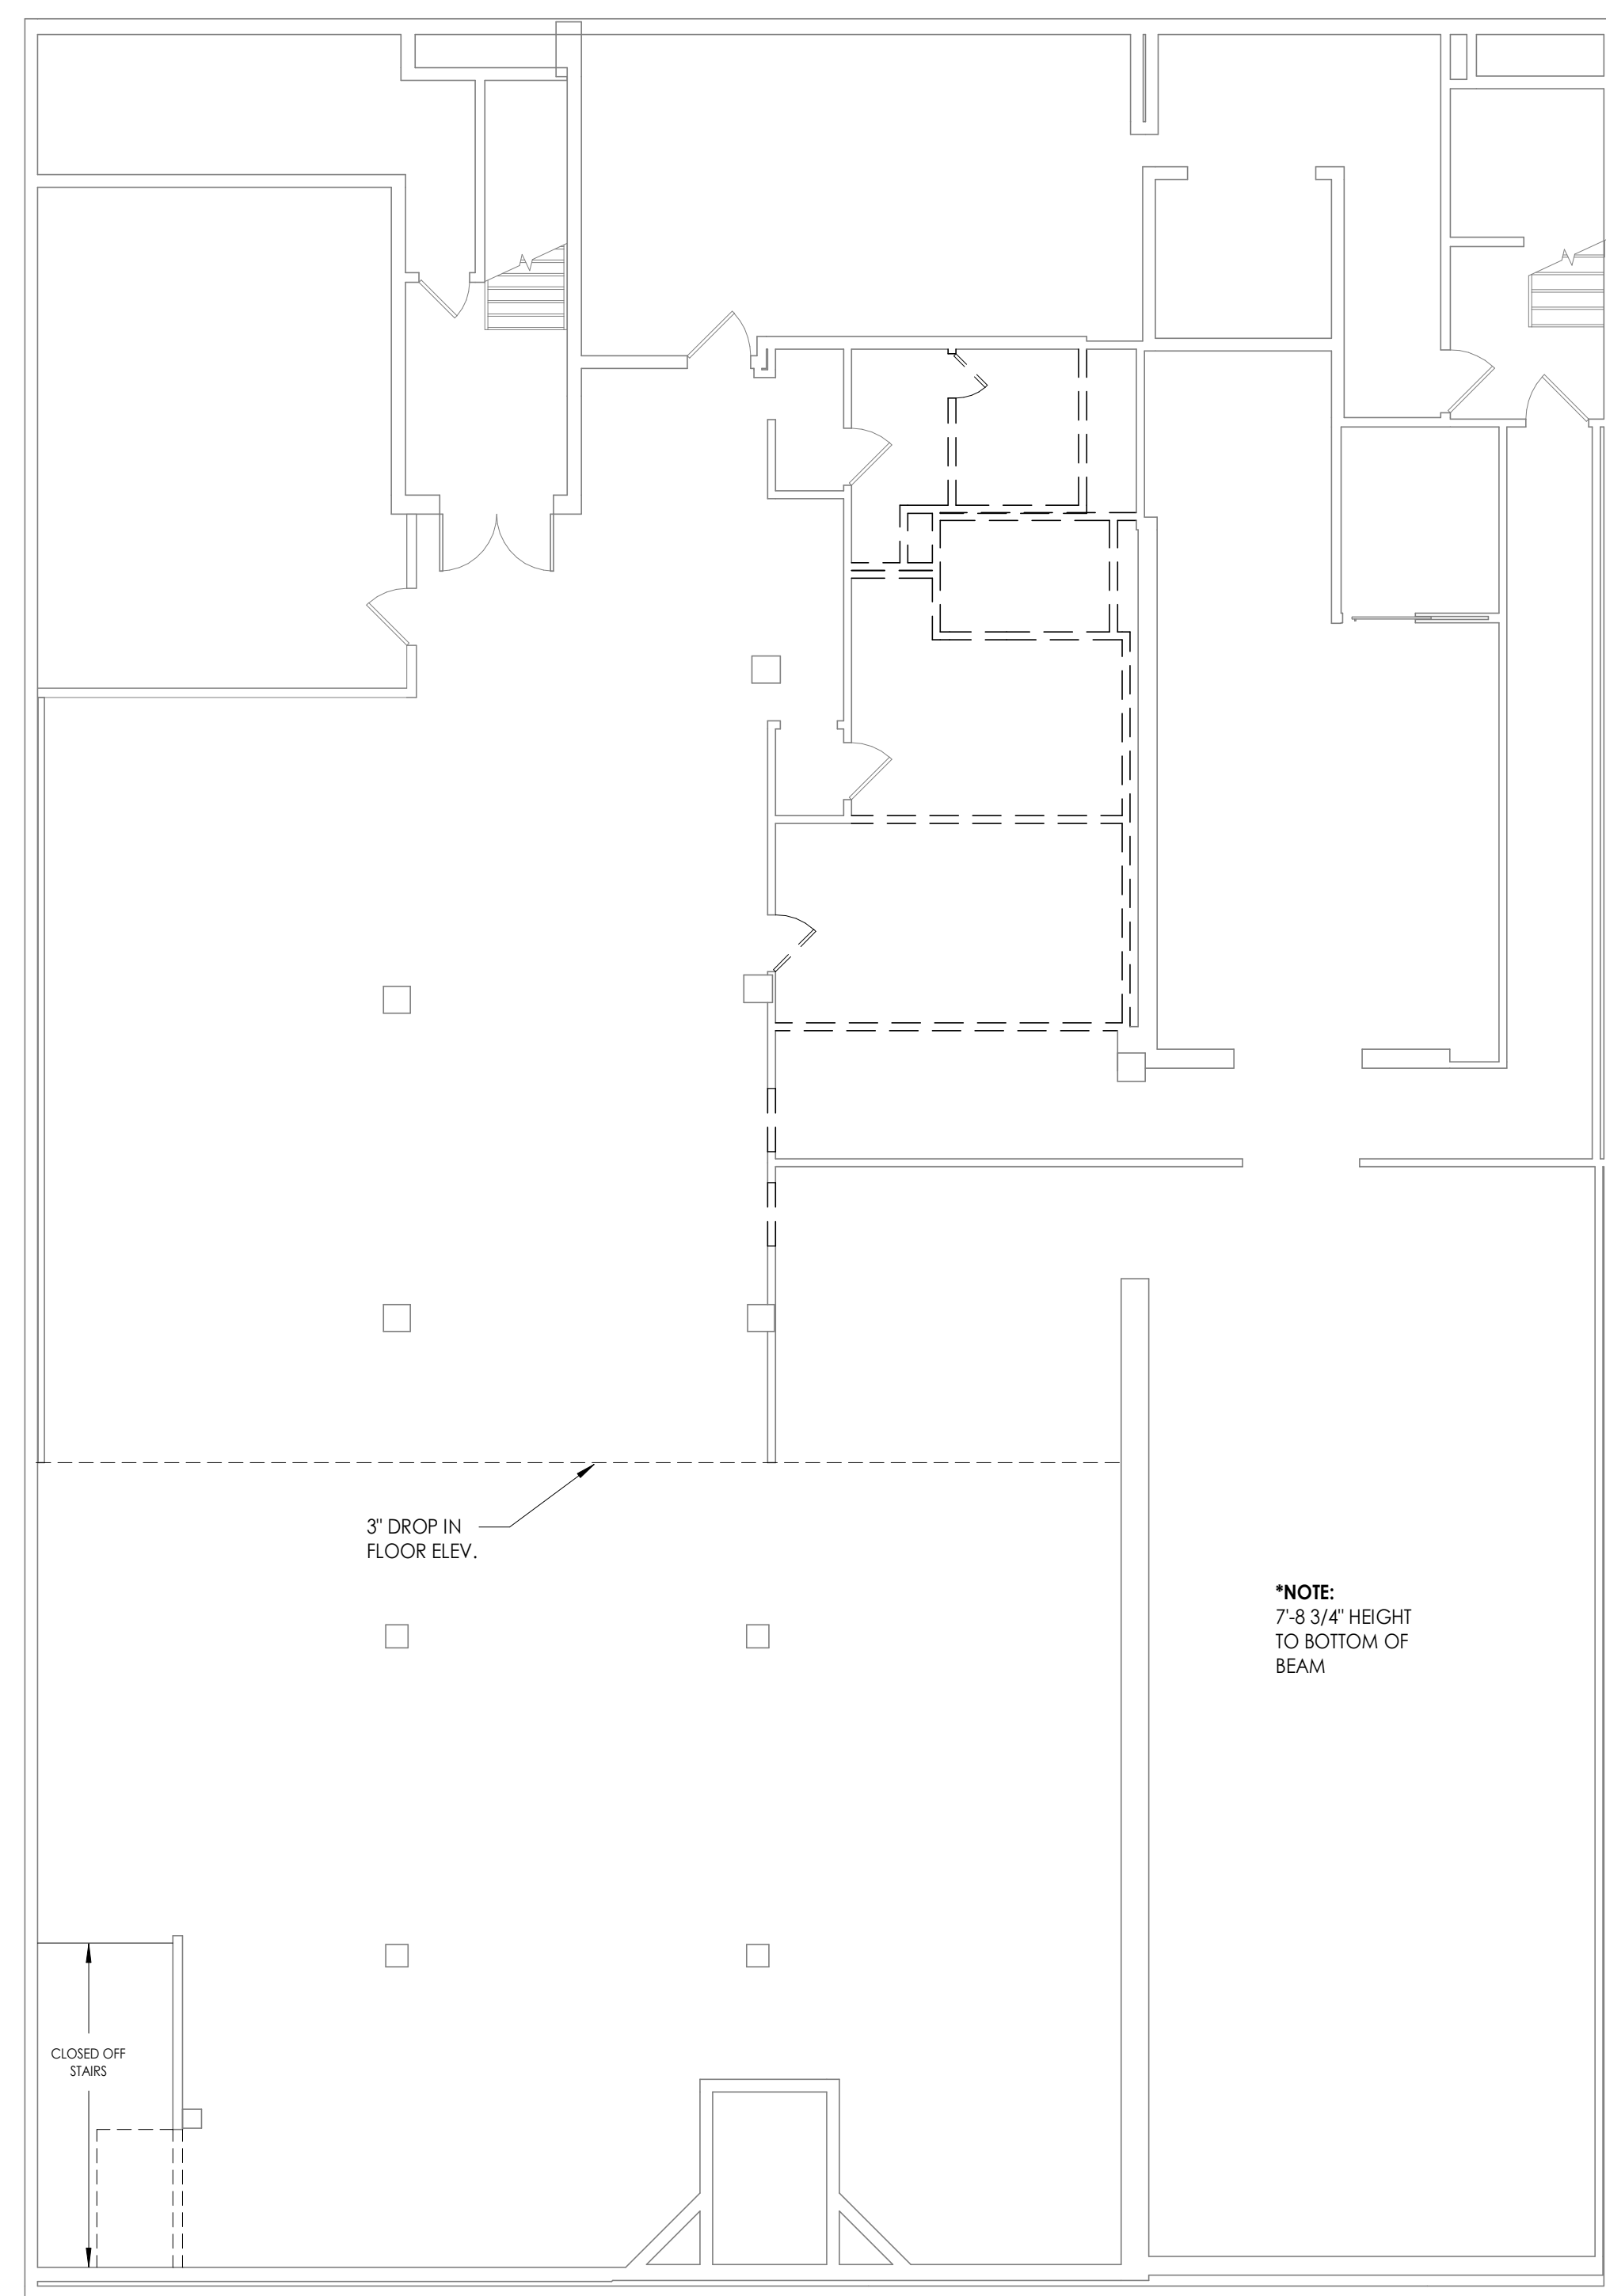 3" DROP IN
FLOOR ELEV.
*NOTE:
7'-8 3/4" HEIGHT
TO BOTTOM OF
BEAM
CLOSED OFF
STAIRS